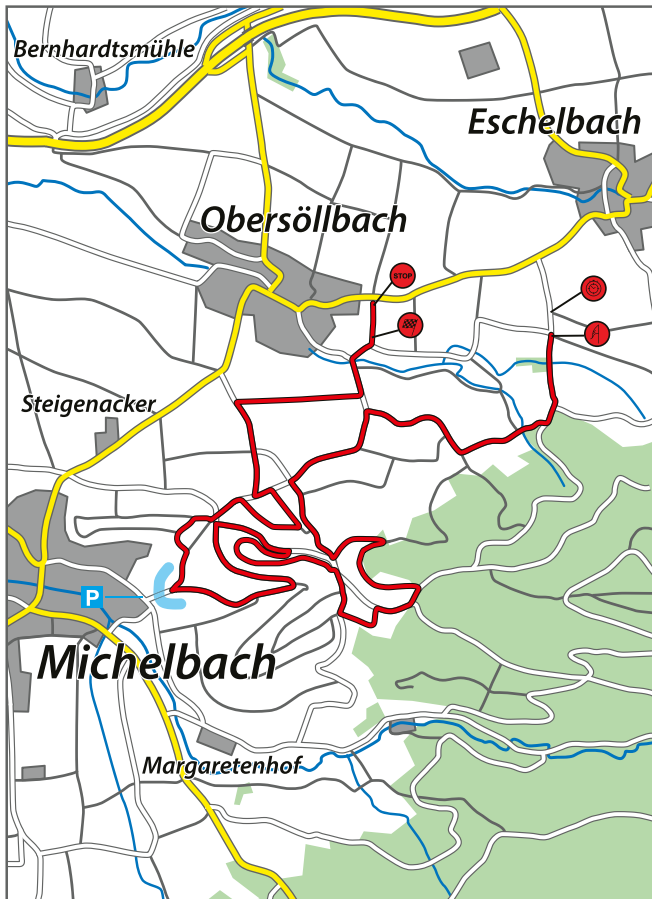 Bernhardtsmühle
Eschelbach
Obersöllbach
STOP
Steigenacker
P
Michelbach
Margaretenhof